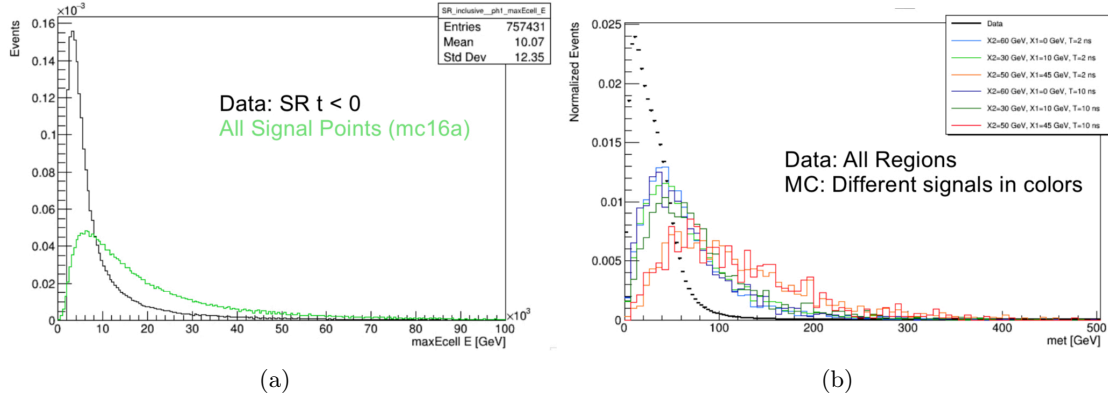 ×10⁻³
SR_inclusive__ph1_maxEcell_E
Entries 757431
Mean 10.07
Std Dev 12.35
Events
0.16
0.14
0.12
0.1
0.08
0.06
0.04
0.02
0
Data: SR t < 0
All Signal Points (mc16a)
0 10 20 30 40 50 60 70 80 90 100
×10³
maxEcell E [GeV]
(a)
Normalized Events
0.025
0.02
0.015
0.01
0.005
0
Data
X2=60 GeV, X1=0 GeV, T=2 ns
X2=30 GeV, X1=10 GeV, T=2 ns
X2=50 GeV, X1=45 GeV, T=2 ns
X2=60 GeV, X1=0 GeV, T=10 ns
X2=30 GeV, X1=10 GeV, T=10 ns
X2=50 GeV, X1=45 GeV, T=10 ns
Data: All Regions
MC: Different signals in colors
0 100 200 300 400 500
met [GeV]
(b)